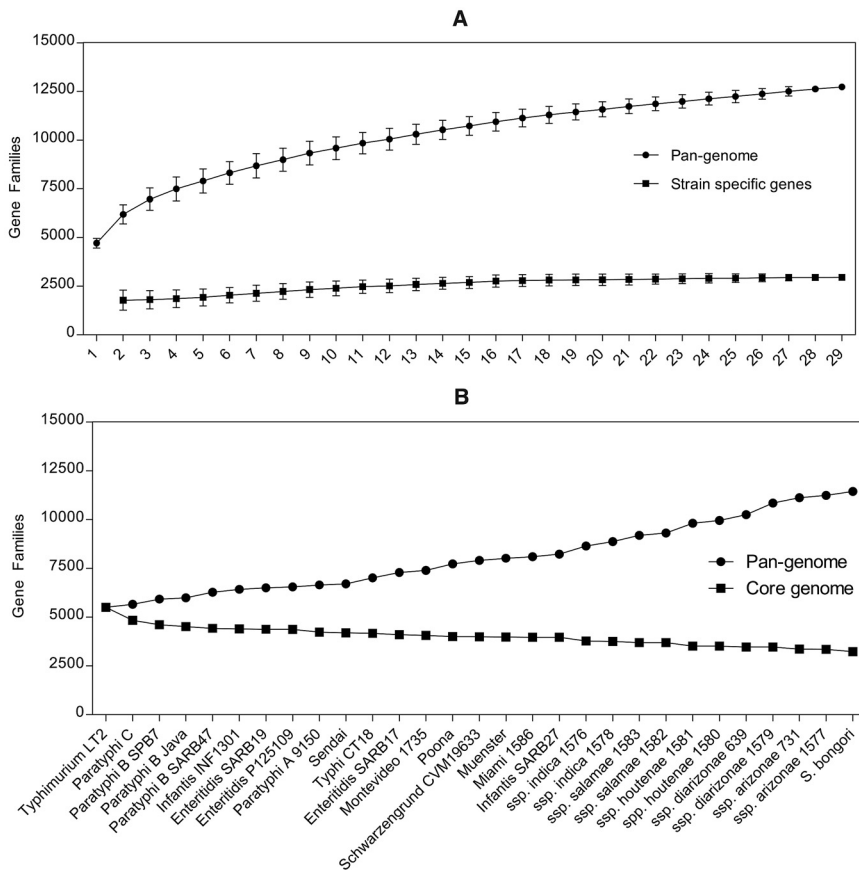 A
15000
12500
10000
7500
5000
2500
0
Gene Families
Pan-genome
Strain specific genes
1 2 3 4 5 6 7 8 9 10 11 12 13 14 15 16 17 18 19 20 21 22 23 24 25 26 27 28 29
B
15000
12500
10000
7500
5000
2500
0
Gene Families
Pan-genome
Core genome
Typhimurium LT2
Paratyphi C
Paratyphi B SPB7
Paratyphi B Java
Paratyphi B SARB47
Infantis INF1301
Enteritidis SARB19
Enteritidis P125109
Paratyphi A 9150
Sendai
Typhi CT18
Enteritidis SARB17
Montevideo 1735
Poona
Schwarzengrund CVM19633
Muenster
Miami 1586
Infantis SARB27
ssp. indica 1576
ssp. indica 1578
ssp. salamae 1583
ssp. salamae 1582
ssp. houtenae 1581
spp. houtenae 1580
ssp. diarizonae 639
ssp. diarizonae 1579
ssp. arizonae 731
ssp. arizonae 1577
S. bongori